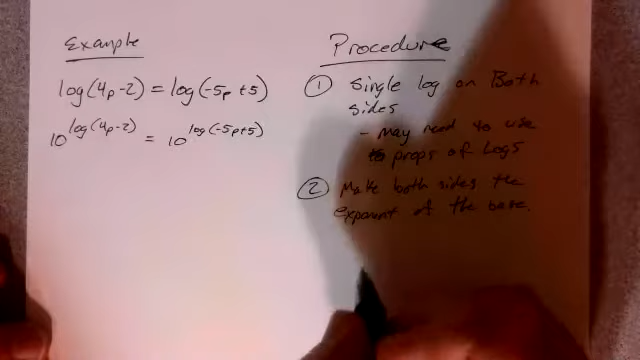 Example
log(4p-2) = log(-5p+5)
10^log(4p-2) = 10^log(-5p+5)
Procedure
① Single log on Both
sides
- may need to use
props of Logs
② Make both sides the
exponent of the base.